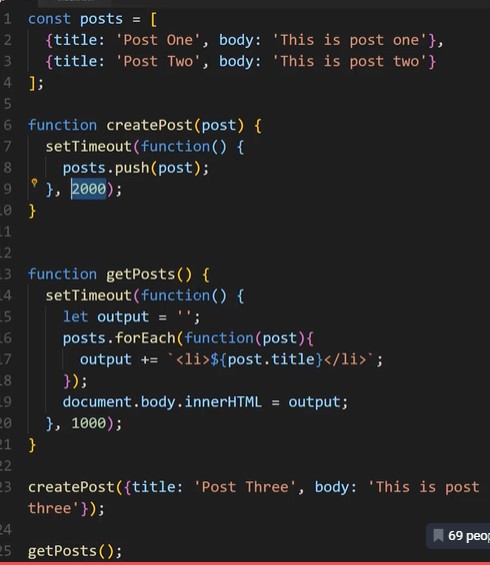 1 const posts = [
2 {title: 'Post One', body: 'This is post one'},
3 {title: 'Post Two', body: 'This is post two'}
4 ];
5
6 function createPost(post) {
7 setTimeout(function() {
8 posts.push(post);
9 }, 2000);
0 }
11
12
13 function getPosts() {
14 setTimeout(function() {
15 let output = '';
16 posts.forEach(function(post){
17 output += `<li>${post.title}</li>`;
18 });
19 document.body.innerHTML = output;
20 }, 1000);
21 }
22
23 createPost({title: 'Post Three', body: 'This is post
three'});
24
69 peop
25 getPosts();